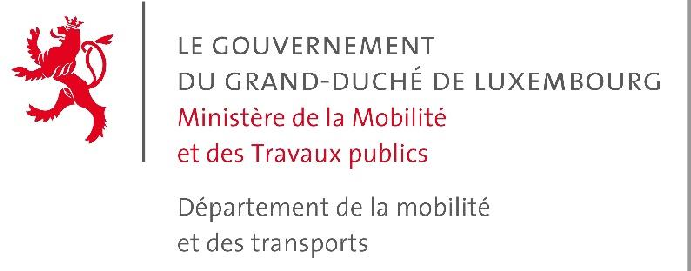 LE GOUVERNEMENT
DU GRAND-DUCHÉ DE LUXEMBOURG
Ministère de la Mobilité
et des Travaux publics
Département de la mobilité
et des transports